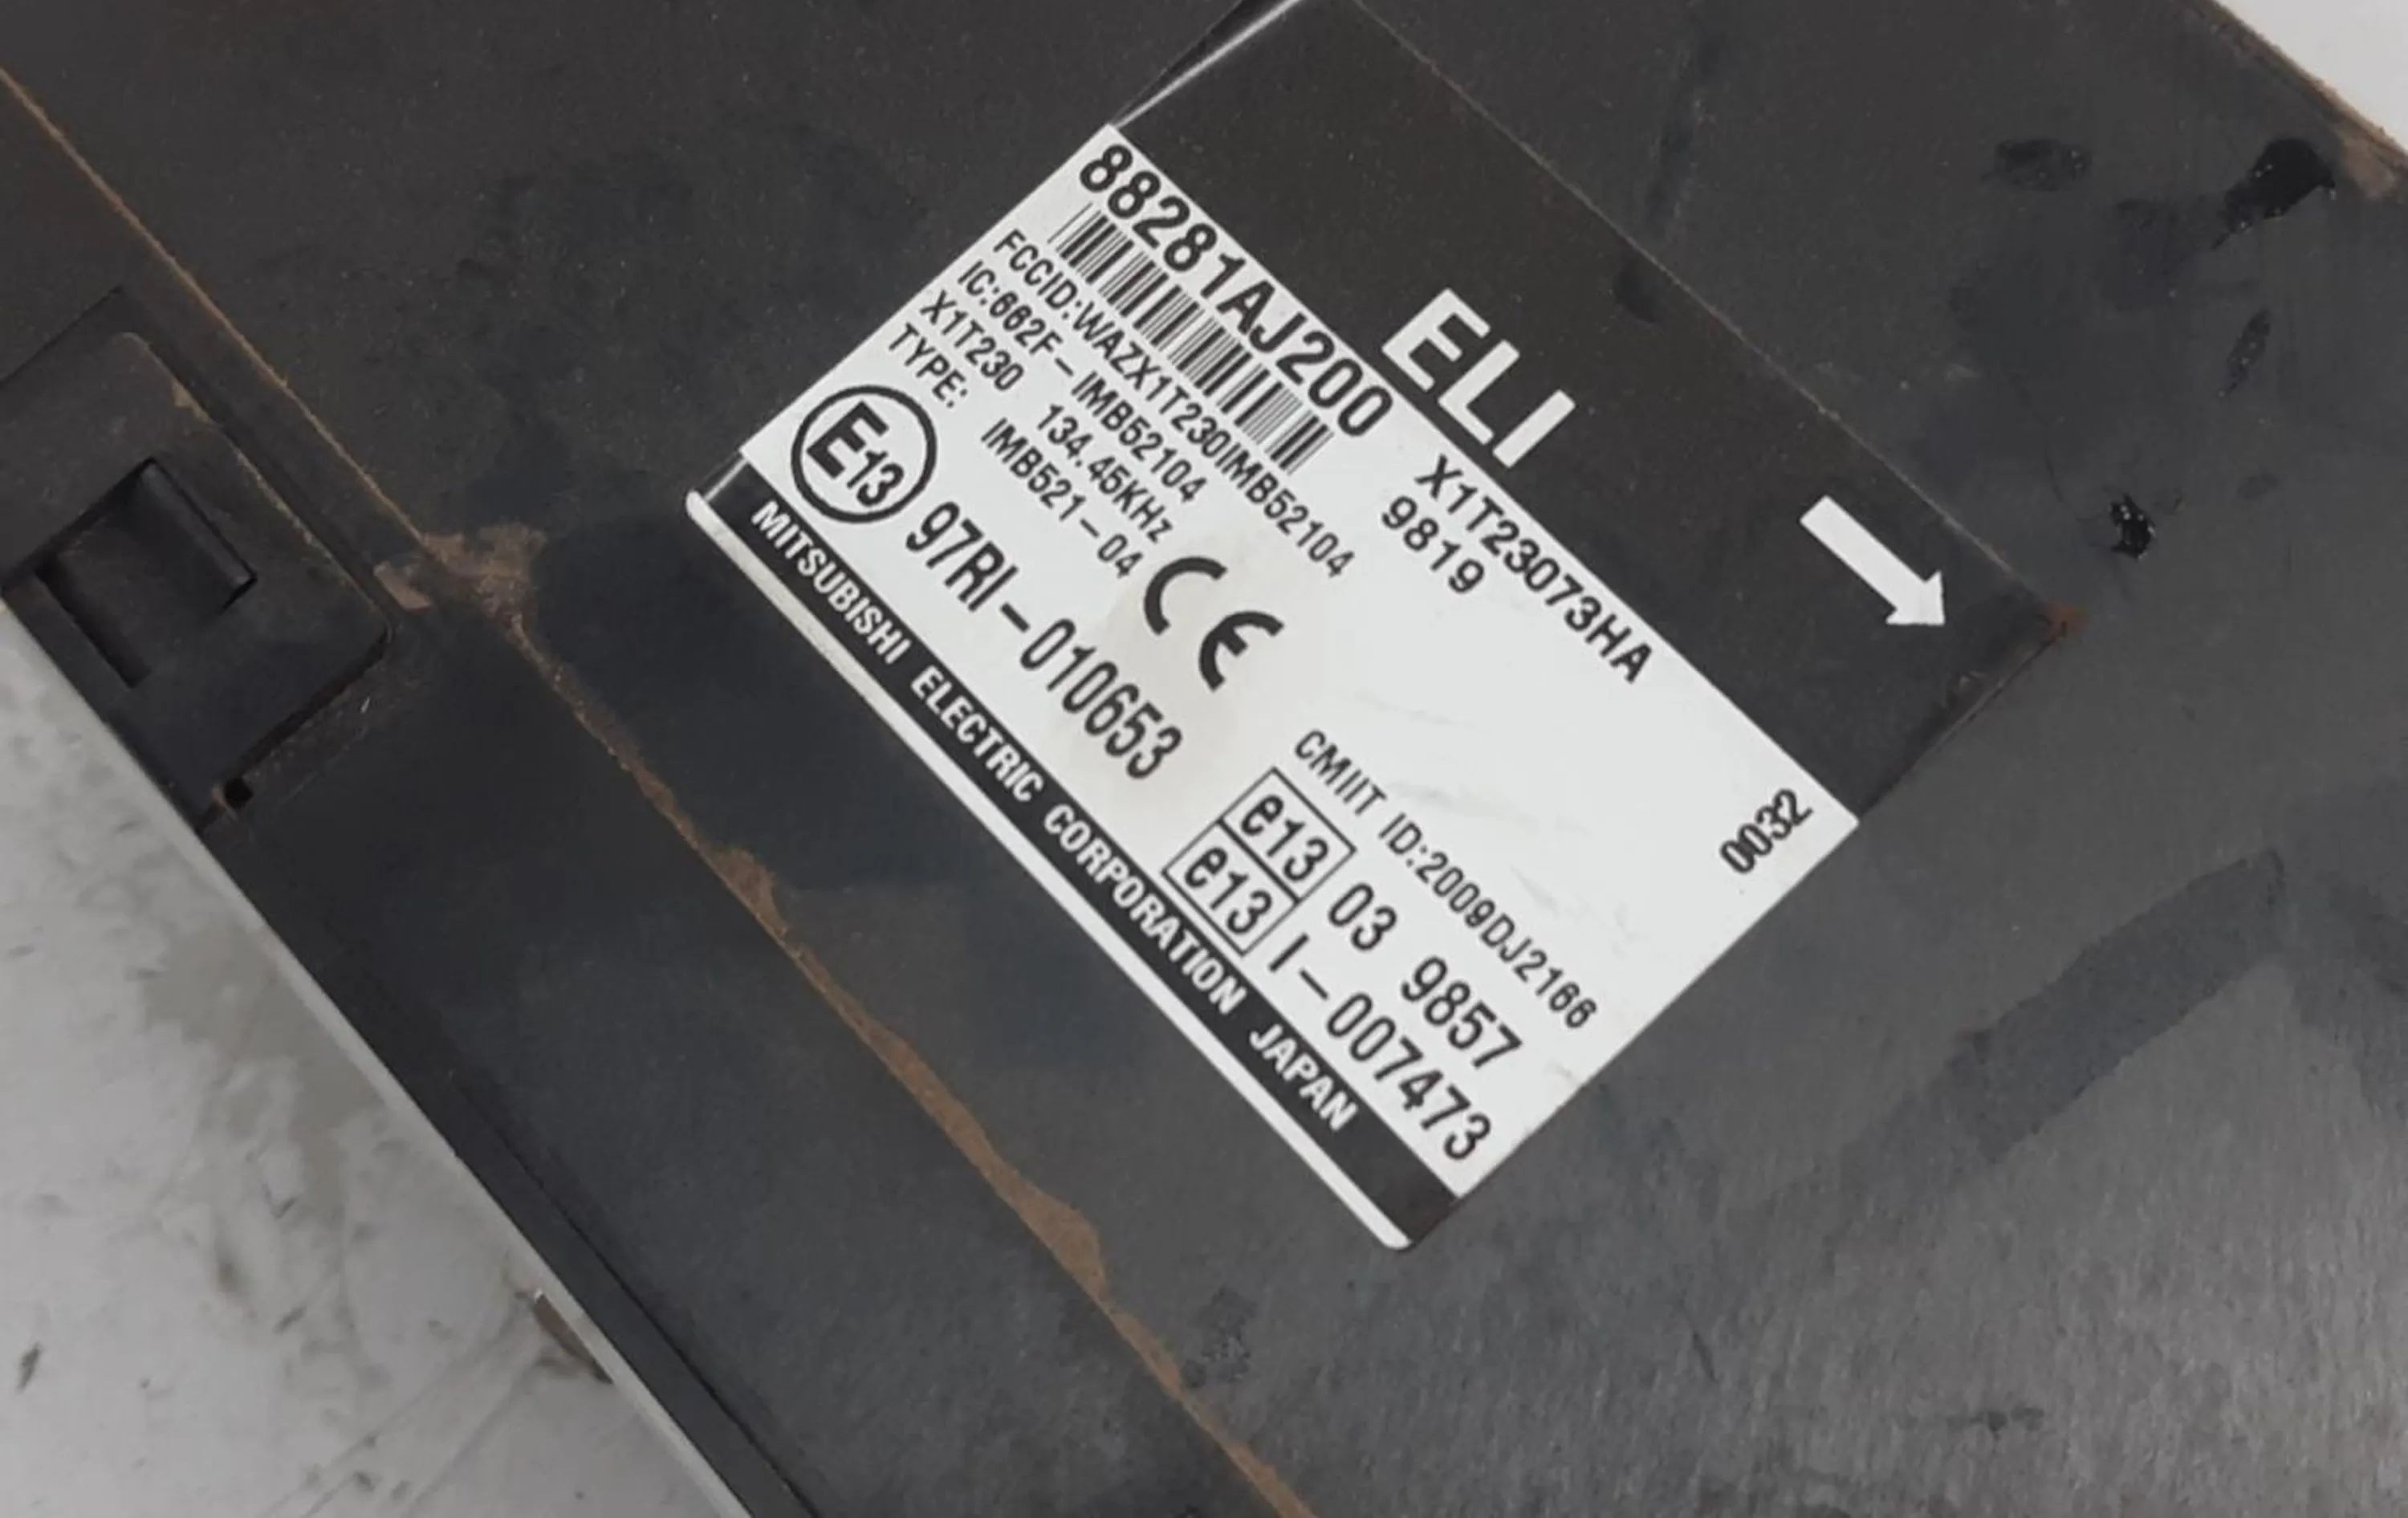 ELI
88281AJ200 X1T23073HA
9819
FCCID:WAZX1T230IMB52104
IC:662F-IMB52104
X1T230 134.45KHz
TYPE: IMB521-04
0032
CE
E13 97RI-010653
CMIIT ID:2009DJ2166
e13 03 9857
e13 I-007473
MITSUBISHI ELECTRIC CORPORATION JAPAN